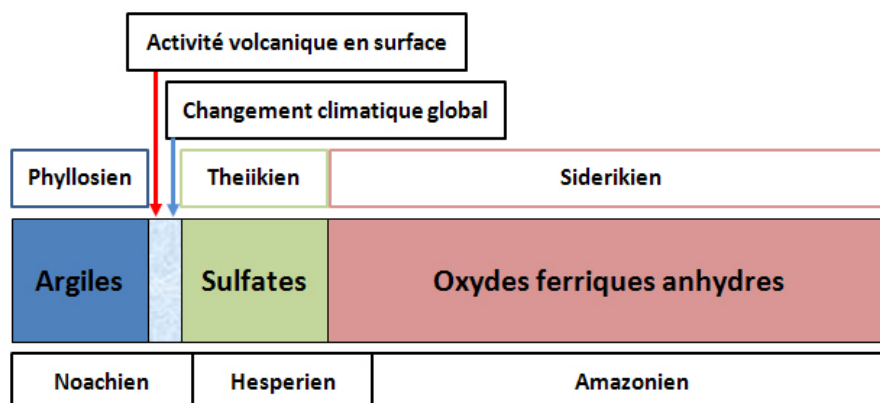 Activité volcanique en surface
Changement climatique global
Phyllosien
Theiikien
Siderikien
Argiles
Sulfates
Oxydes ferriques anhydres
Noachien
Hesperien
Amazonien